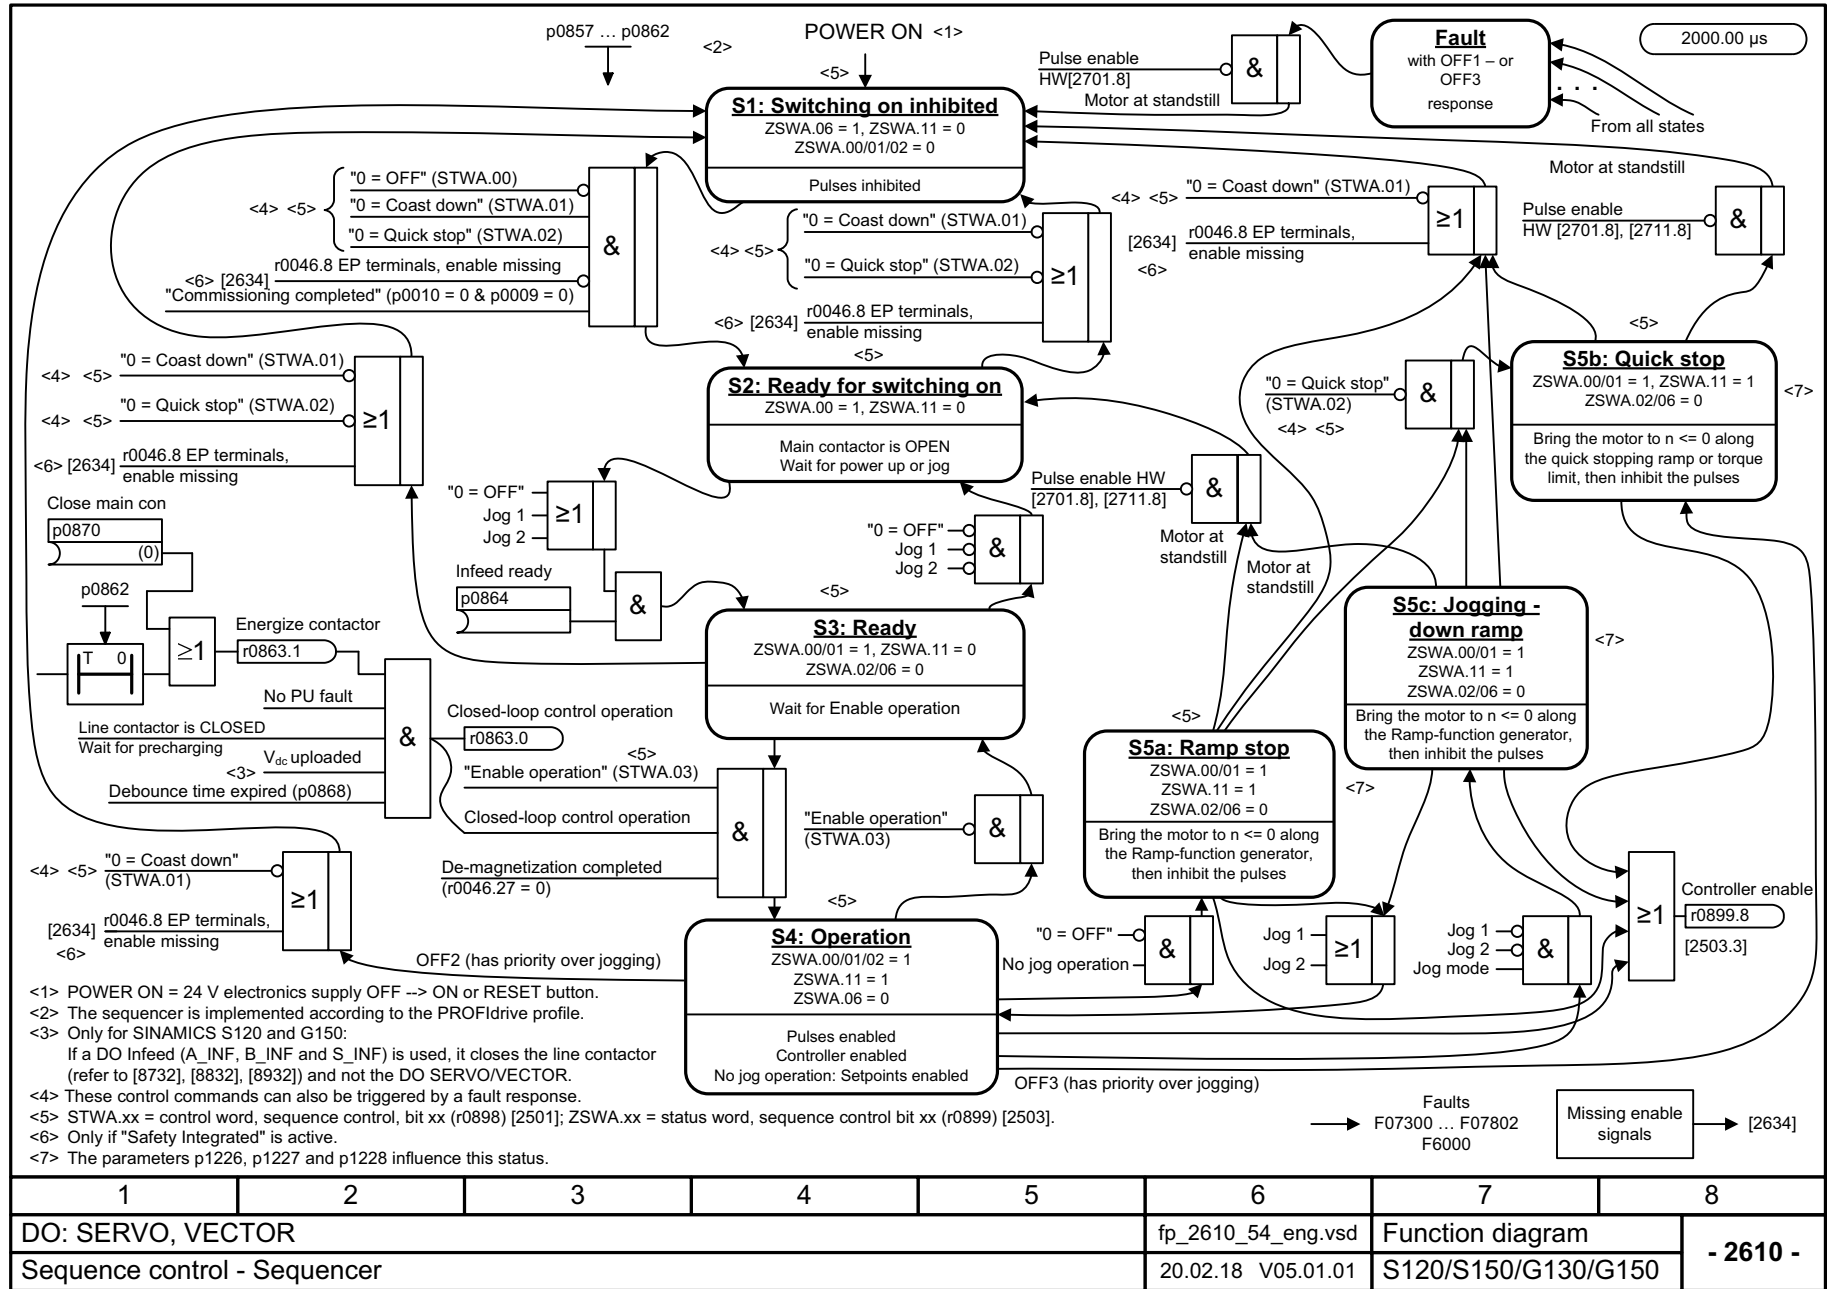 p0857 … p0862
<2>
POWER ON <1>
<5>
Pulse enable
HW[2701.8]
&
Motor at standstill
Fault
with OFF1 – or
OFF3
response
2000.00 µs
. . .
From all states
S1: Switching on inhibited
ZSWA.06 = 1, ZSWA.11 = 0
ZSWA.00/01/02 = 0
Pulses inhibited
<4> <5>
"0 = OFF" (STWA.00)
"0 = Coast down" (STWA.01)
"0 = Quick stop" (STWA.02)
r0046.8 EP terminals, enable missing
<6> [2634]
"Commissioning completed" (p0010 = 0 & p0009 = 0)
&
<4> <5>
"0 = Coast down" (STWA.01)
"0 = Quick stop" (STWA.02)
<6> [2634] r0046.8 EP terminals,
enable missing
≥1
<4> <5> "0 = Coast down" (STWA.01)
[2634] r0046.8 EP terminals,
enable missing
<6>
≥1
Motor at standstill
Pulse enable
HW [2701.8], [2711.8]
&
<5>
<4> <5> "0 = Coast down" (STWA.01)
<4> <5> "0 = Quick stop" (STWA.02)
<6> [2634] r0046.8 EP terminals,
enable missing
≥1
<5>
S2: Ready for switching on
ZSWA.00 = 1, ZSWA.11 = 0
Main contactor is OPEN
Wait for power up or jog
"0 = Quick stop"
(STWA.02)
<4> <5>
&
S5b: Quick stop
ZSWA.00/01 = 1, ZSWA.11 = 1
ZSWA.02/06 = 0
Bring the motor to n <= 0 along
the quick stopping ramp or torque
limit, then inhibit the pulses
<7>
Pulse enable HW
[2701.8], [2711.8]
&
Motor at
standstill
Motor at
standstill
"0 = OFF"
Jog 1
Jog 2
≥1
"0 = OFF"
Jog 1
Jog 2
&
Infeed ready
p0864
&
<5>
Close main con
p0870
(0)
p0862
T 0
≥1
Energize contactor
r0863.1
No PU fault
Line contactor is CLOSED
Wait for precharging
<3> Vdc uploaded
Debounce time expired (p0868)
&
Closed-loop control operation
r0863.0
S3: Ready
ZSWA.00/01 = 1, ZSWA.11 = 0
ZSWA.02/06 = 0
Wait for Enable operation
S5c: Jogging -
down ramp
ZSWA.00/01 = 1
ZSWA.11 = 1
ZSWA.02/06 = 0
Bring the motor to n <= 0 along
the Ramp-function generator,
then inhibit the pulses
<7>
<5>
S5a: Ramp stop
ZSWA.00/01 = 1
ZSWA.11 = 1
ZSWA.02/06 = 0
Bring the motor to n <= 0 along
the Ramp-function generator,
then inhibit the pulses
<7>
<5>
"Enable operation" (STWA.03)
Closed-loop control operation
De-magnetization completed
(r0046.27 = 0)
&
"Enable operation"
(STWA.03)
&
<4> <5> "0 = Coast down"
(STWA.01)
[2634] r0046.8 EP terminals,
enable missing
<6>
≥1
OFF2 (has priority over jogging)
<5>
S4: Operation
ZSWA.00/01/02 = 1
ZSWA.11 = 1
ZSWA.06 = 0
Pulses enabled
Controller enabled
No jog operation: Setpoints enabled
"0 = OFF"
No jog operation
&
Jog 1
Jog 2
≥1
Jog 1
Jog 2
Jog mode
&
≥1
Controller enable
r0899.8
[2503.3]
OFF3 (has priority over jogging)
<1> POWER ON = 24 V electronics supply OFF --> ON or RESET button.
<2> The sequencer is implemented according to the PROFIdrive profile.
<3> Only for SINAMICS S120 and G150:
If a DO Infeed (A_INF, B_INF and S_INF) is used, it closes the line contactor
(refer to [8732], [8832], [8932]) and not the DO SERVO/VECTOR.
<4> These control commands can also be triggered by a fault response.
<5> STWA.xx = control word, sequence control, bit xx (r0898) [2501]; ZSWA.xx = status word, sequence control bit xx (r0899) [2503].
<6> Only if "Safety Integrated" is active.
<7> The parameters p1226, p1227 and p1228 influence this status.
Faults
F07300 … F07802
F6000
Missing enable
signals
[2634]
1 2 3 4 5 6 7 8
DO: SERVO, VECTOR
fp_2610_54_eng.vsd
Function diagram
- 2610 -
Sequence control - Sequencer
20.02.18 V05.01.01
S120/S150/G130/G150